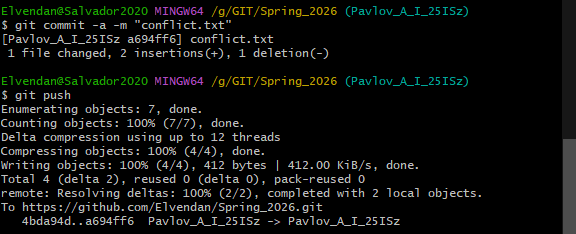 Elvendan@Salvador2020 MINGW64 /g/GIT/Spring_2026 (Pavlov_A_I_25ISz)
$ git commit -a -m "conflict.txt"
[Pavlov_A_I_25ISz a694ff6] conflict.txt
 1 file changed, 2 insertions(+), 1 deletion(-)

Elvendan@Salvador2020 MINGW64 /g/GIT/Spring_2026 (Pavlov_A_I_25ISz)
$ git push
Enumerating objects: 7, done.
Counting objects: 100% (7/7), done.
Delta compression using up to 12 threads
Compressing objects: 100% (4/4), done.
Writing objects: 100% (4/4), 412 bytes | 412.00 KiB/s, done.
Total 4 (delta 2), reused 0 (delta 0), pack-reused 0
remote: Resolving deltas: 100% (2/2), completed with 2 local objects.
To https://github.com/Elvendan/Spring_2026.git
   4bda94d..a694ff6  Pavlov_A_I_25ISz -> Pavlov_A_I_25ISz